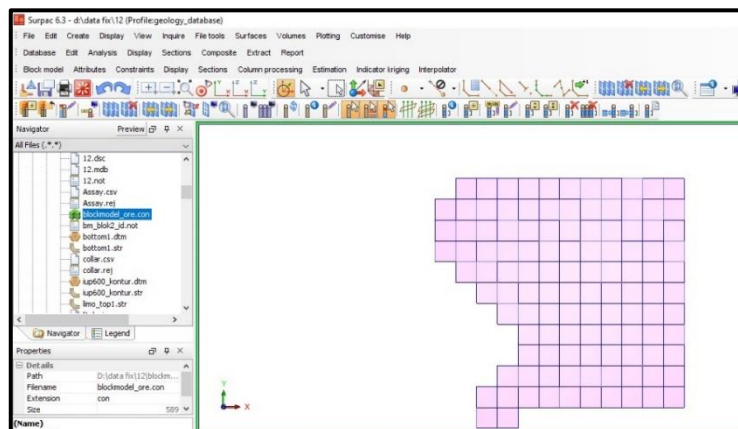 Surpac 6.3 - d:\data fix\12 (Profile:geology_database)
File Edit Create Display View Inquire File tools Surfaces Volumes Plotting Customise Help
Database Edit Analysis Display Sections Composite Extract Report
Block model Attributes Constraints Display Sections Column processing Estimation Indicator kriging Interpolator
Navigator Preview
All Files (*.*)
12.dsc
12.mdb
12.not
Assay.csv
Assay.rej
blockmodel_ore.con
bm_blok2_id.not
bottom1.dtm
bottom1.str
collar.csv
collar.rej
iup600_kontur.dtm
iup600_kontur.str
limo_top1.str
Navigator Legend
Properties
Details
Path D:\data fix\12\blockm...
Filename blockmodel_ore.con
Extension con
Size 589
(Name)
Y
X